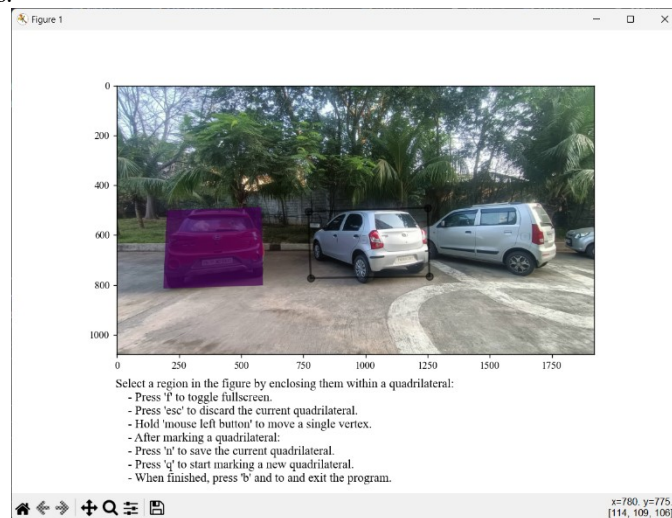 Figure 1
0
200
400
600
800
1000
0 250 500 750 1000 1250 1500 1750
Select a region in the figure by enclosing them within a quadrilateral:
- Press 'f' to toggle fullscreen.
- Press 'esc' to discard the current quadrilateral.
- Hold 'mouse left button' to move a single vertex.
- After marking a quadrilateral:
- Press 'n' to save the current quadrilateral.
- Press 'q' to start marking a new quadrilateral.
- When finished, press 'b' and to and exit the program.
x=780. y=775.
[114, 109, 106]